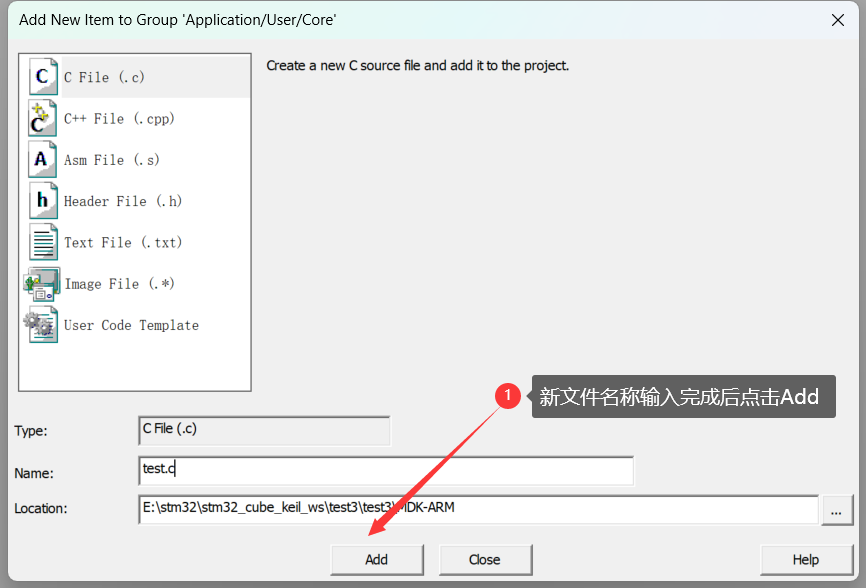 Add New Item to Group 'Application/User/Core'
C File (.c)
Create a new C source file and add it to the project.
C++ File (.cpp)
Asm File (.s)
Header File (.h)
Text File (.txt)
Image File (.*)
User Code Template
1 新文件名称输入完成后点击Add
Type: C File (.c)
Name: test.c
Location: E:\stm32\stm32_cube_keil_ws\test3\test3\MDK-ARM ...
Add Close Help